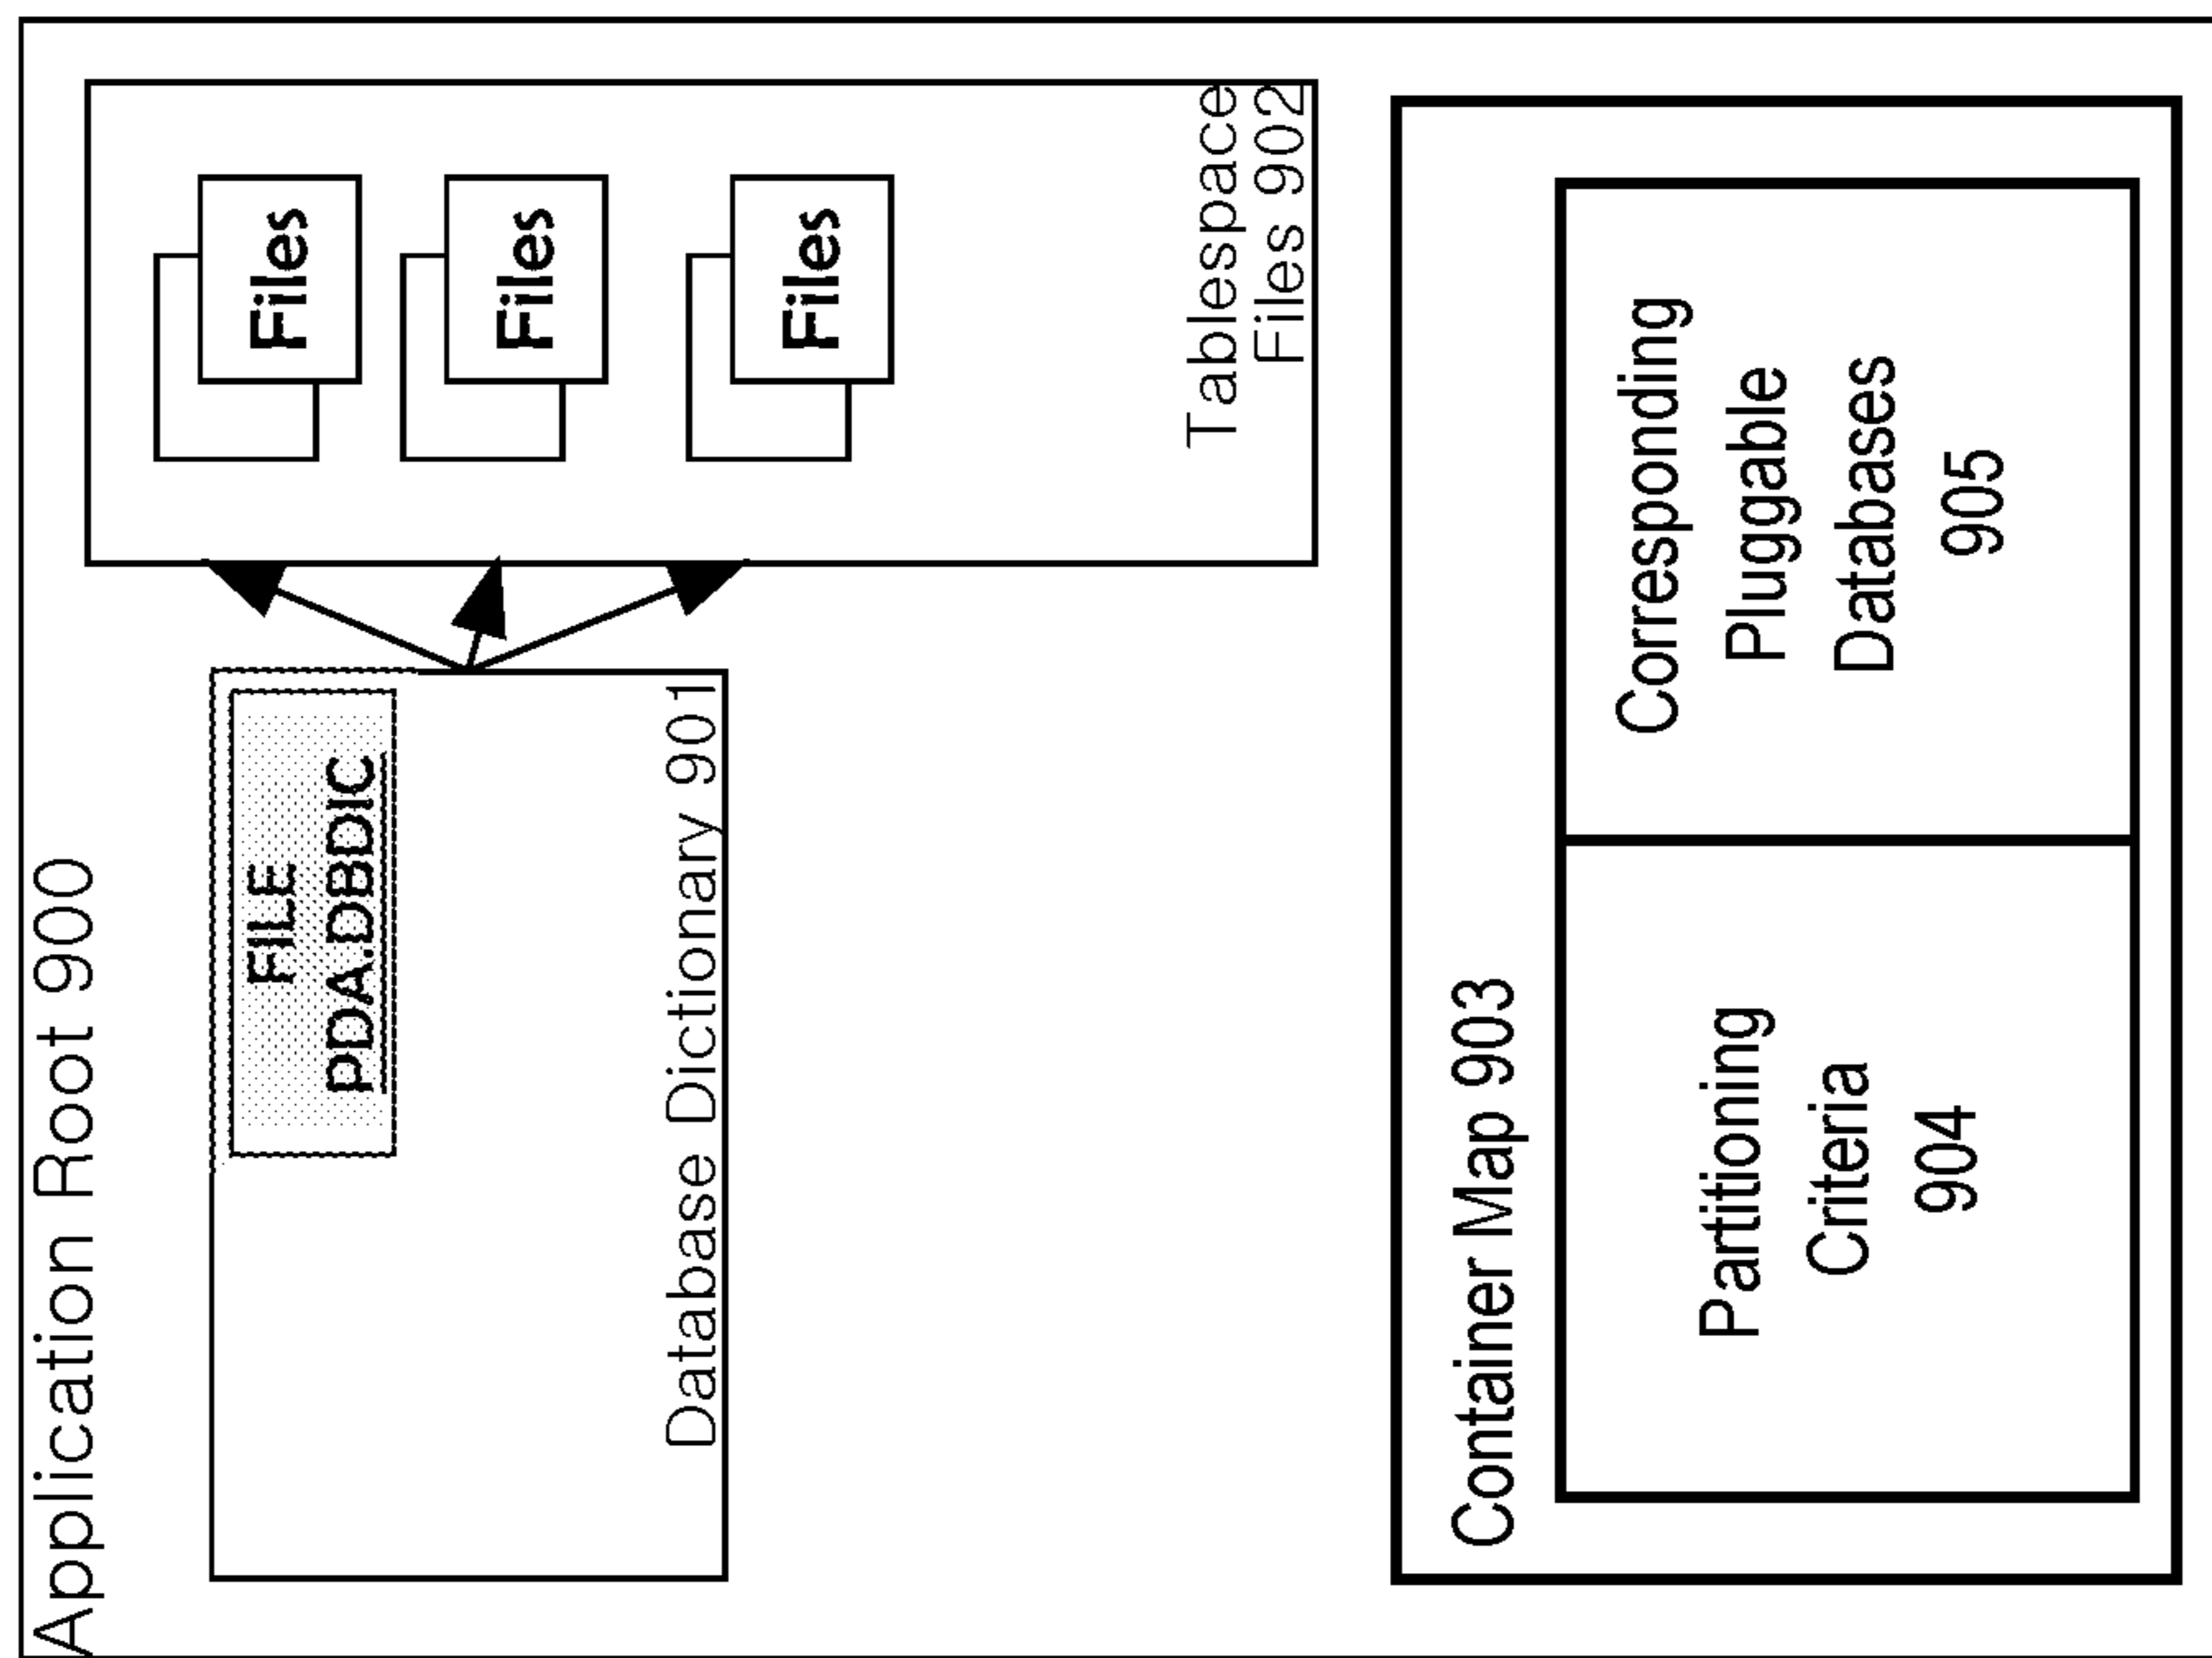 Application Root 900
FILE
PDA.DBDIC
Database Dictionary 901
Files
Files
Files
Tablespace
Files 902
Container Map 903
Partitioning
Criteria
904
Corresponding
Pluggable
Databases
905